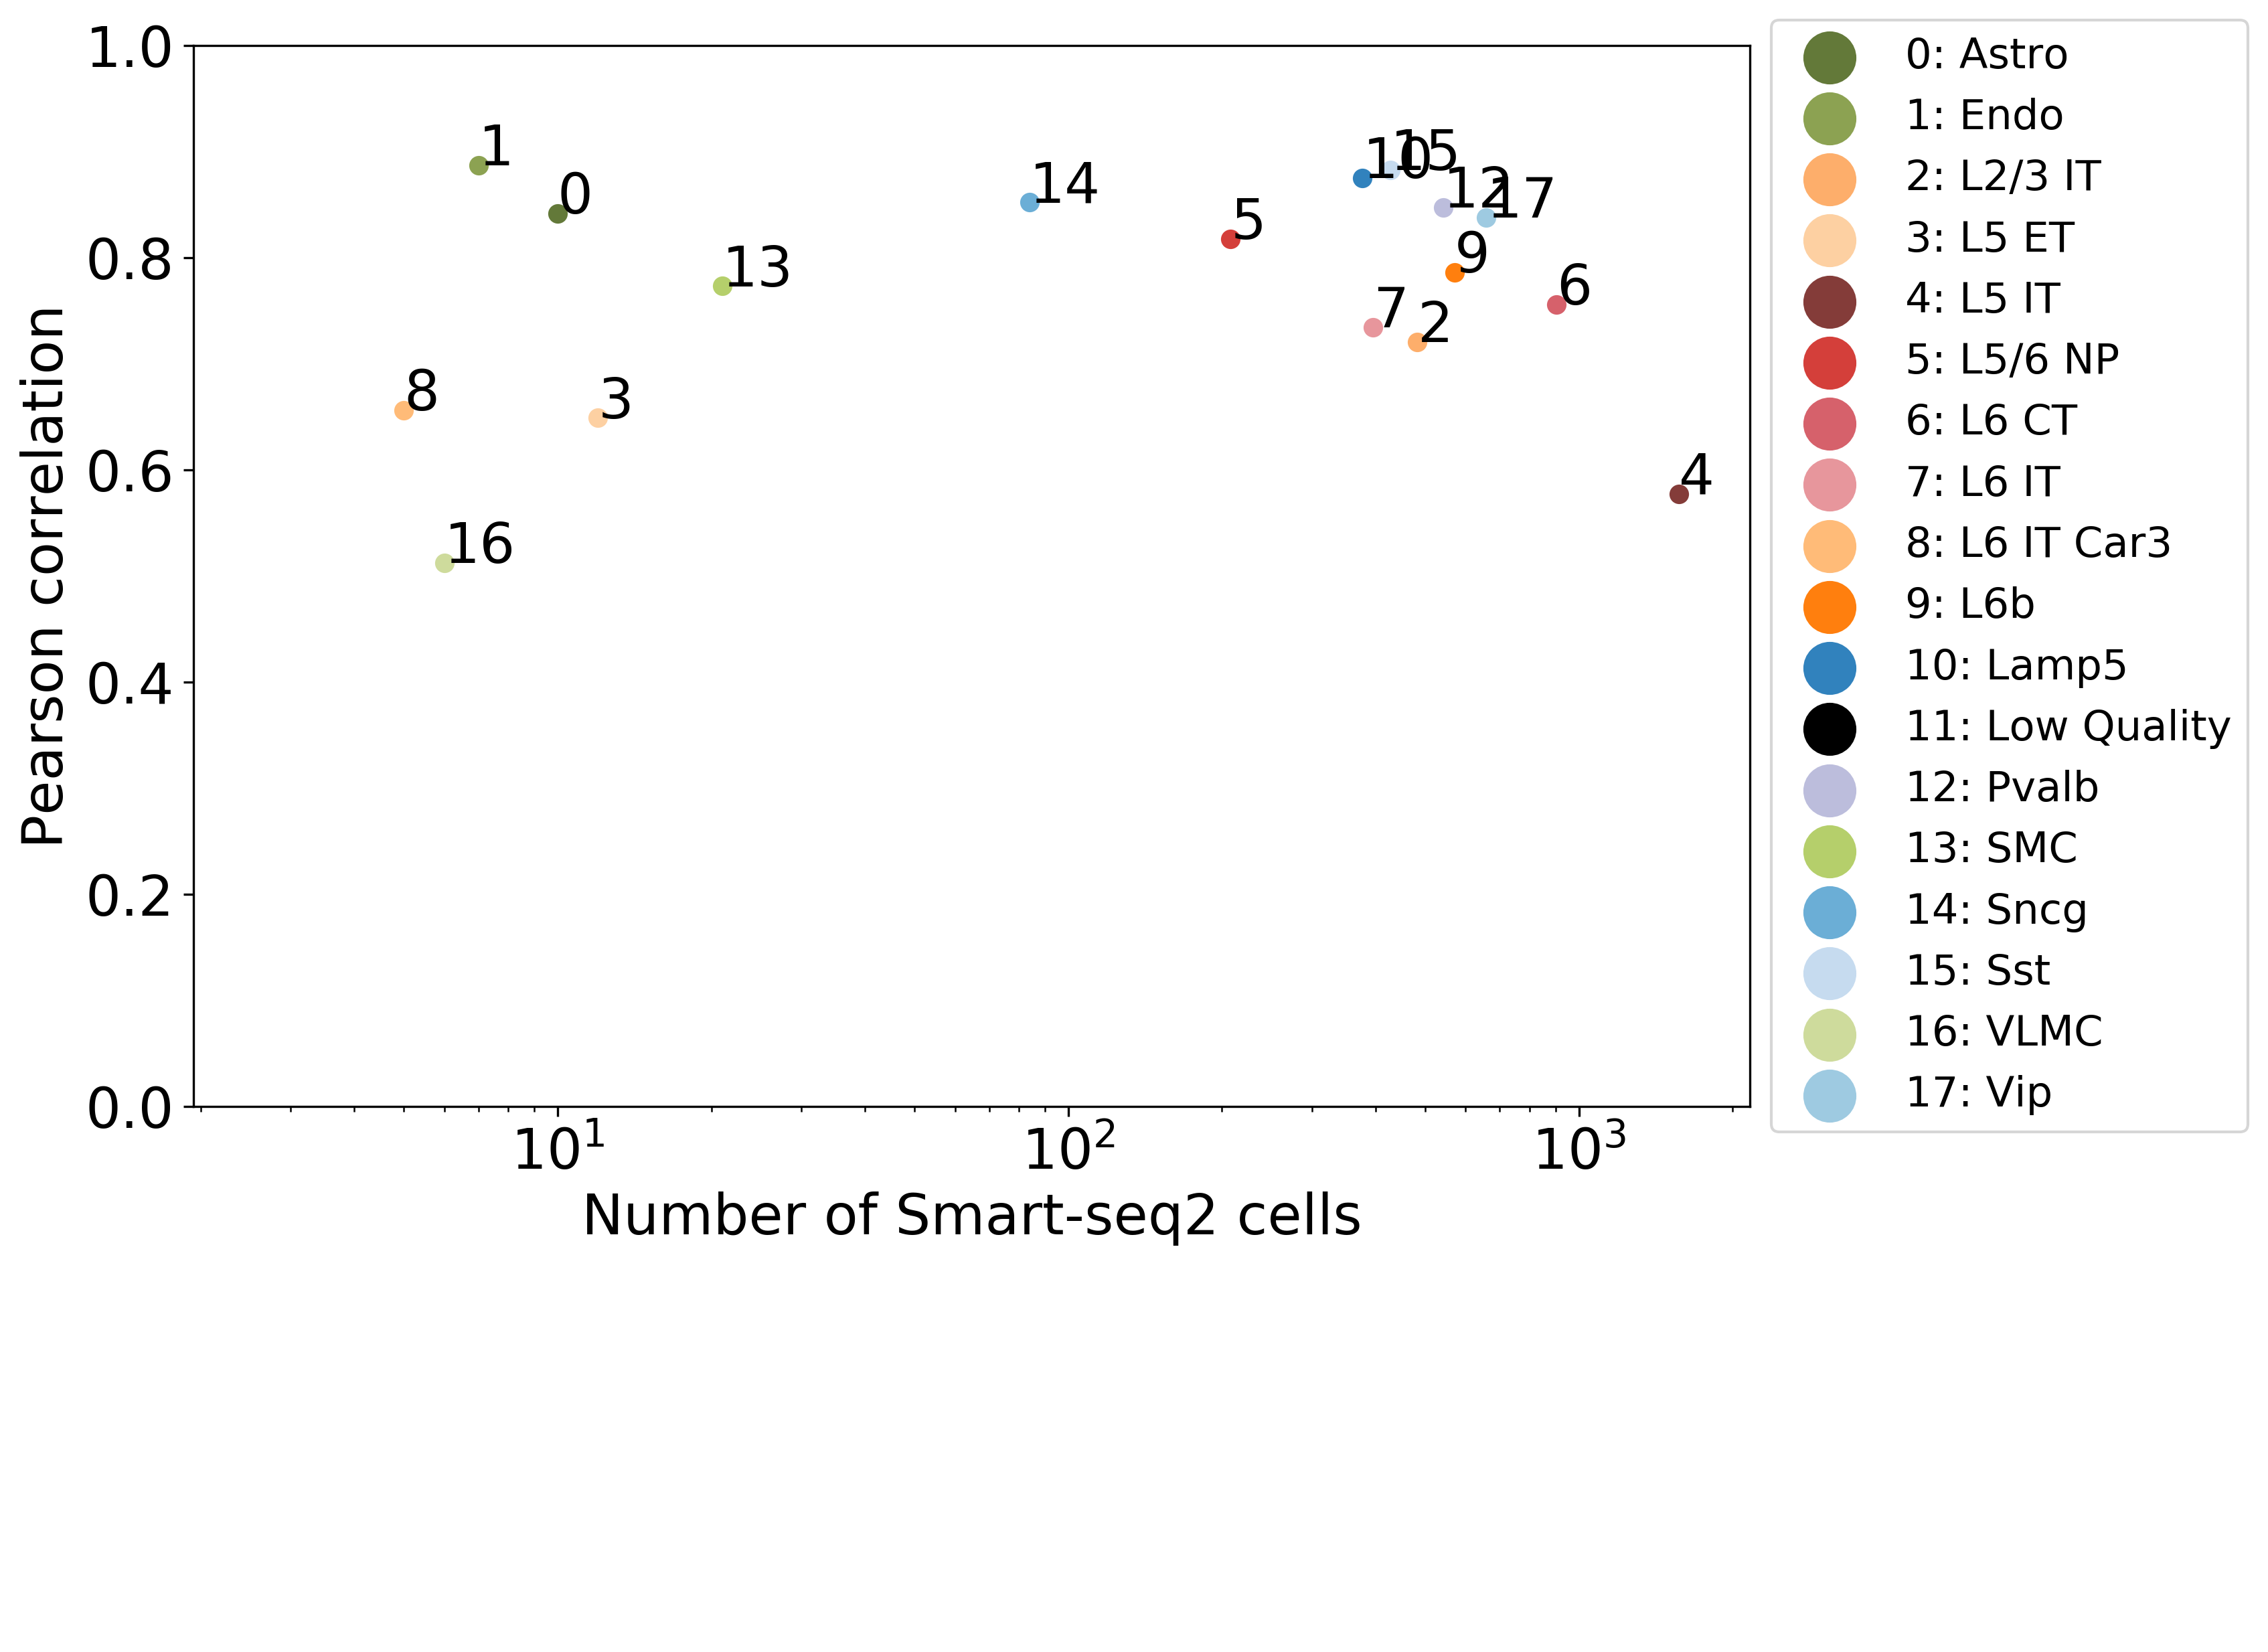 1.0
0.8
0.6
0.4
0.2
0.0
Pearson correlation
10¹
10²
10³
Number of Smart-seq2 cells
1
0
14
10
15
12
17
5
13
9
6
7
2
8
3
4
16
0: Astro
1: Endo
2: L2/3 IT
3: L5 ET
4: L5 IT
5: L5/6 NP
6: L6 CT
7: L6 IT
8: L6 IT Car3
9: L6b
10: Lamp5
11: Low Quality
12: Pvalb
13: SMC
14: Sncg
15: Sst
16: VLMC
17: Vip